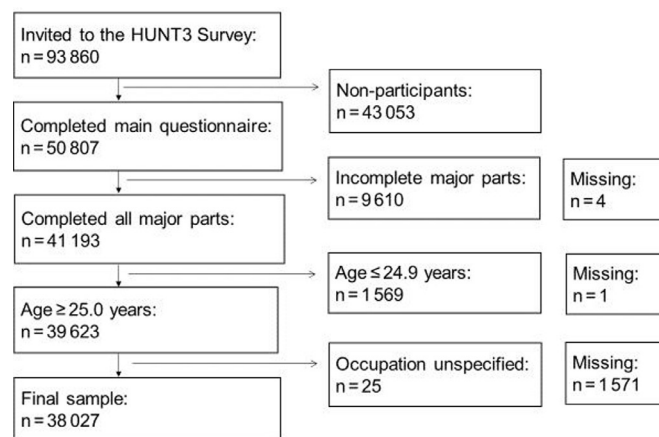 Invited to the HUNT3 Survey:
n = 93 860
Non-participants:
n = 43 053
Completed main questionnaire:
n = 50 807
Incomplete major parts:
n = 9 610
Missing:
n = 4
Completed all major parts:
n = 41 193
Age ≤ 24.9 years:
n = 1 569
Missing:
n = 1
Age ≥ 25.0 years:
n = 39 623
Occupation unspecified:
n = 25
Missing:
n = 1 571
Final sample:
n = 38 027